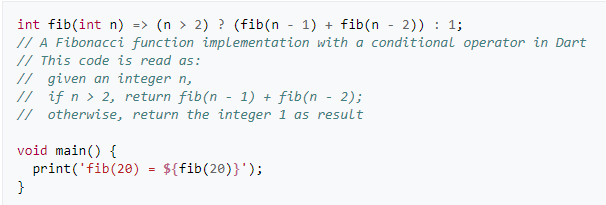 int fib(int n) => (n > 2) ? (fib(n - 1) + fib(n - 2)) : 1;
// A Fibonacci function implementation with a conditional operator in Dart
// This code is read as:
//  given an integer n,
//  if n > 2, return fib(n - 1) + fib(n - 2);
//  otherwise, return the integer 1 as result

void main() {
  print('fib(20) = ${fib(20)}');
}